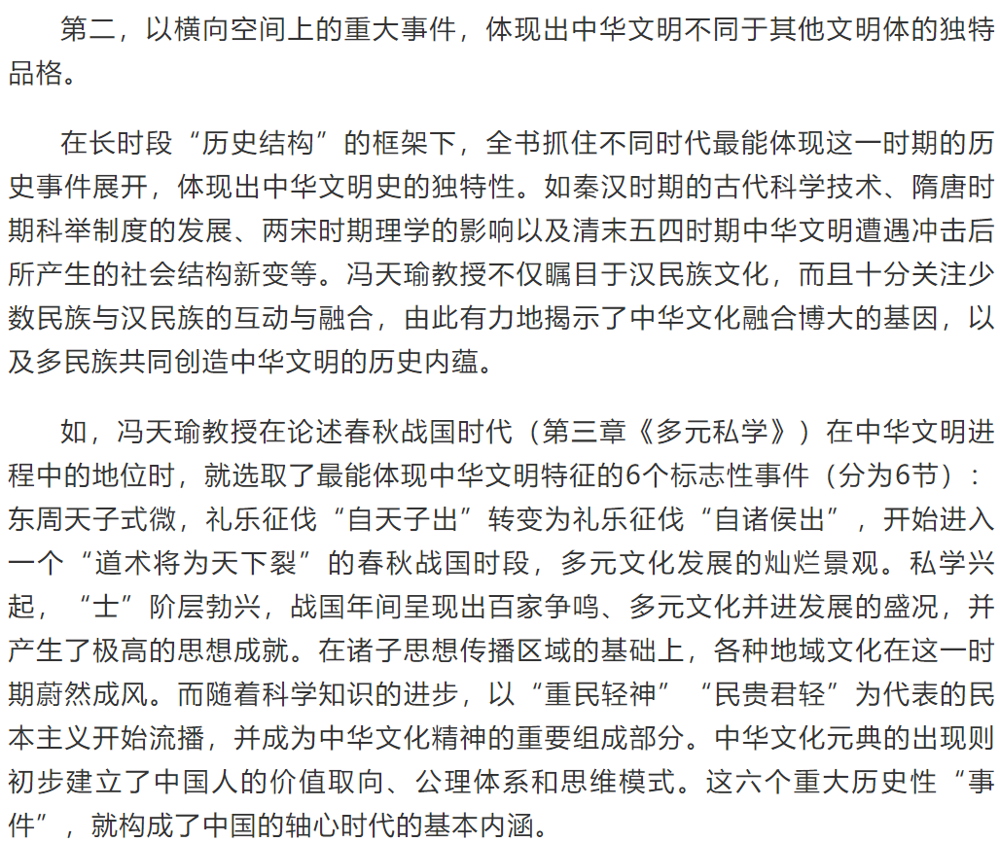 第二，以横向空间上的重大事件，体现出中华文明不同于其他文明体的独特
品格。
在长时段“历史结构”的框架下，全书抓住不同时代最能体现这一时期的历
史事件展开，体现出中华文明史的独特性。如秦汉时期的古代科学技术、隋唐时
期科举制度的发展、两宋时期理学的影响以及清末五四时期中华文明遭遇冲击后
所产生的社会结构新变等。冯天瑜教授不仅瞩目于汉民族文化，而且十分关注少
数民族与汉民族的互动与融合，由此有力地揭示了中华文化融合博大的基因，以
及多民族共同创造中华文明的历史内蕴。
如，冯天瑜教授在论述春秋战国时代（第三章《多元私学》）在中华文明进
程中的地位时，就选取了最能体现中华文明特征的6个标志性事件（分为6节）：
东周天子式微，礼乐征伐“自天子出”转变为礼乐征伐“自诸侯出”，开始进入
一个“道术将为天下裂”的春秋战国时段，多元文化发展的灿烂景观。私学兴
起，“士”阶层勃兴，战国年间呈现出百家争鸣、多元文化并进发展的盛况，并
产生了极高的思想成就。在诸子思想传播区域的基础上，各种地域文化在这一时
期蔚然成风。而随着科学知识的进步，以“重民轻神”“民贵君轻”为代表的民
本主义开始流播，并成为中华文化精神的重要组成部分。中华文化元典的出现则
初步建立了中国人的价值取向、公理体系和思维模式。这六个重大历史性“事
件”，就构成了中国的轴心时代的基本内涵。